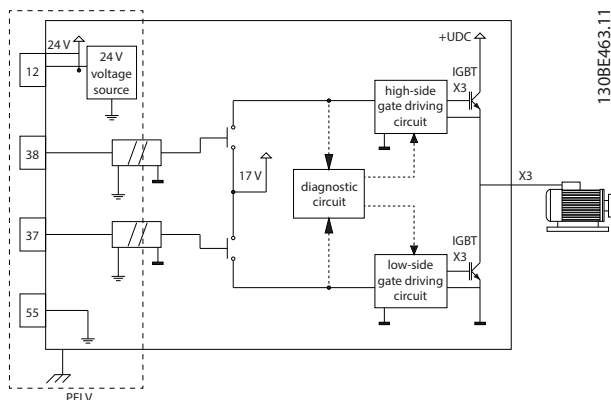 130BE463.11
+UDC
12
24 V
24 V
voltage
source
high-side
gate driving
circuit
IGBT
X3
38
17 V
diagnostic
circuit
X3
37
IGBT
X3
low-side
gate driving
circuit
55
PELV